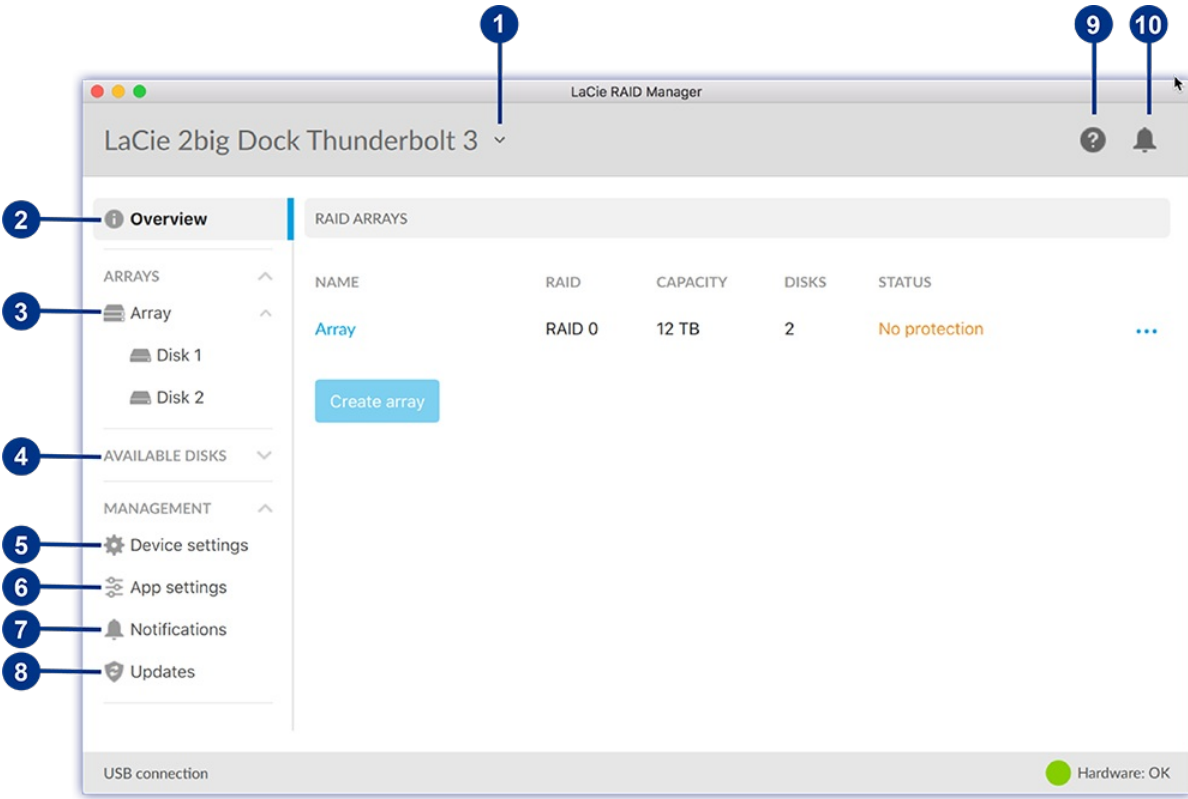 1 9 10
LaCie RAID Manager
LaCie 2big Dock Thunderbolt 3
?
2 Overview
RAID ARRAYS
ARRAYS
NAME RAID CAPACITY DISKS STATUS
3 Array
Array RAID 0 12 TB 2 No protection ...
Disk 1
Disk 2
Create array
4 AVAILABLE DISKS
MANAGEMENT
5 Device settings
6 App settings
7 Notifications
8 Updates
USB connection
Hardware: OK